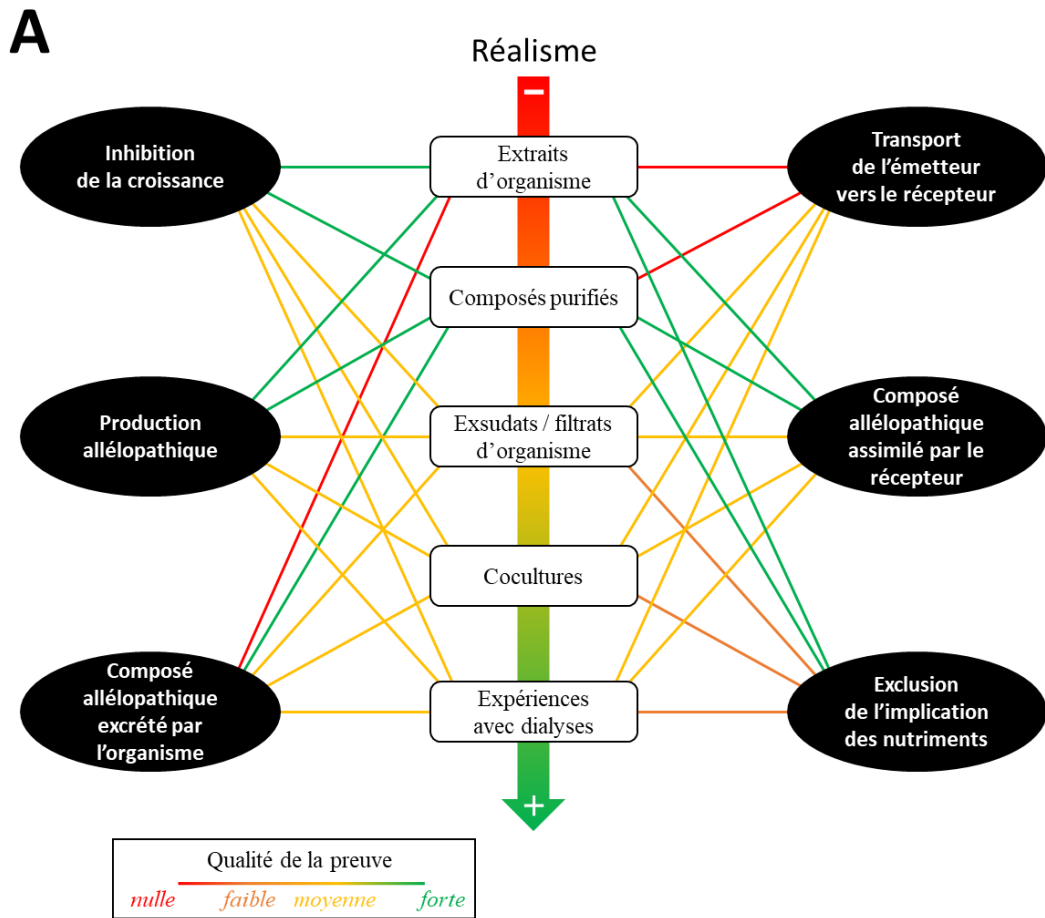 A
Réalisme
−
Inhibition
de la croissance
Extraits
d’organisme
Transport
de l’émetteur
vers le récepteur
Composés purifiés
Production
allélopathique
Exsudats / filtrats
d’organisme
Composé
allélopathique
assimilé par le
récepteur
Cocultures
Composé
allélopathique
excrété par
l’organisme
Expériences
avec dialyses
Exclusion
de l’implication
des nutriments
+
Qualité de la preuve
nulle faible moyenne forte